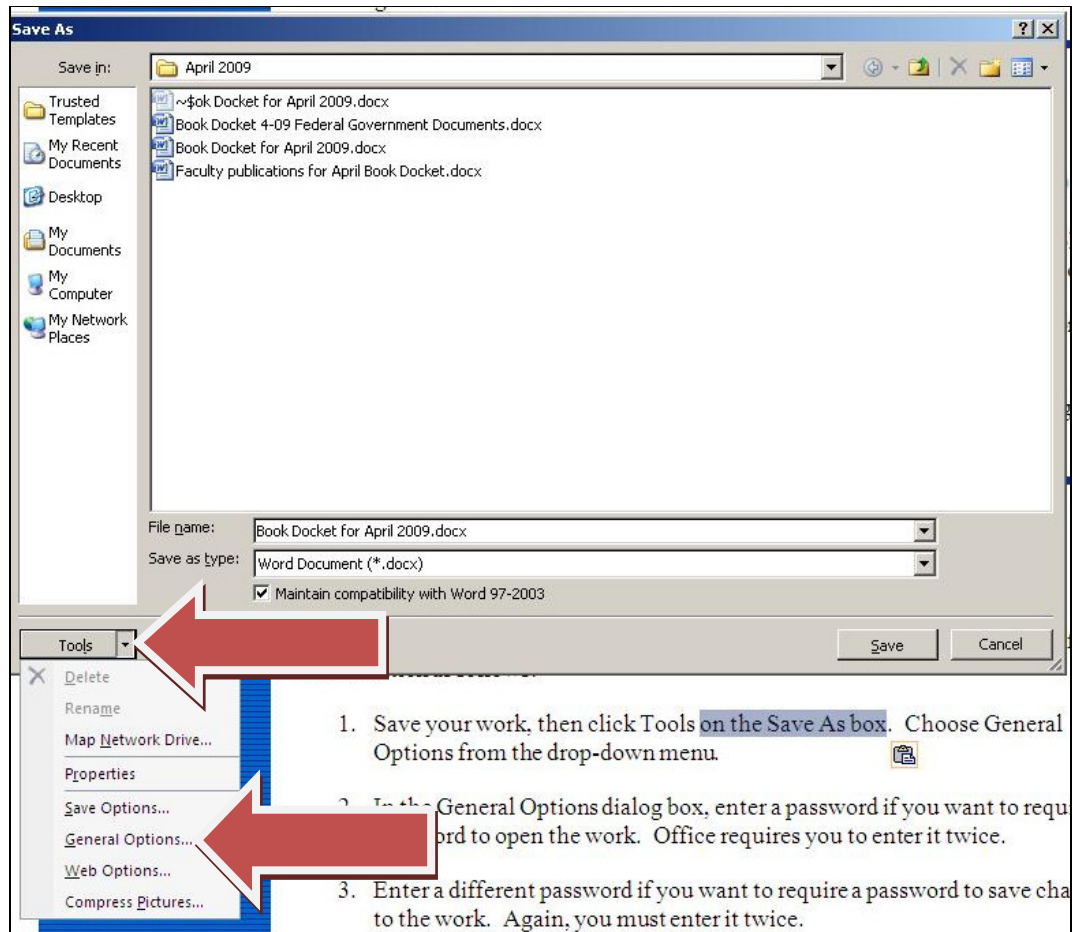 Save As
Save in:
April 2009
Trusted
Templates
My Recent
Documents
Desktop
My
Documents
My
Computer
My Network
Places
~$ok Docket for April 2009.docx
Book Docket 4-09 Federal Government Documents.docx
Book Docket for April 2009.docx
Faculty publications for April Book Docket.docx
File name:
Book Docket for April 2009.docx
Save as type:
Word Document (*.docx)
Maintain compatibility with Word 97-2003
Tools
Save
Cancel
Delete
Rename
Map Network Drive...
Properties
Save Options...
General Options...
Web Options...
Compress Pictures...
1. Save your work, then click Tools on the Save As box. Choose General
Options from the drop-down menu.
General Options dialog box, enter a password if you want to requi
to open the work. Office requires you to enter it twice.
3. Enter a different password if you want to require a password to save cha
to the work. Again, you must enter it twice.